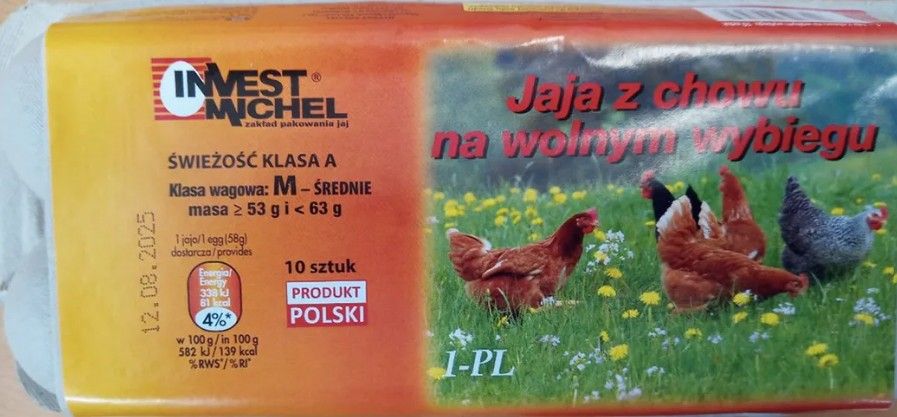 INVEST®
MICHEL
zakład pakowania jaj
ŚWIEŻOŚĆ KLASA A
Klasa wagowa: M – ŚREDNIE
masa ≥ 53 g i < 63 g
12.08.2025
1 jajo/1 egg (58g)
dostarcza/provides
Energia/
Energy
338 kJ
81 kcal
4%*
w 100 g/in 100 g
582 kJ/139 kcal
%RWS*/%RI*
10 sztuk
PRODUKT
POLSKI
Jaja z chowu
na wolnym wybiegu
1-PL